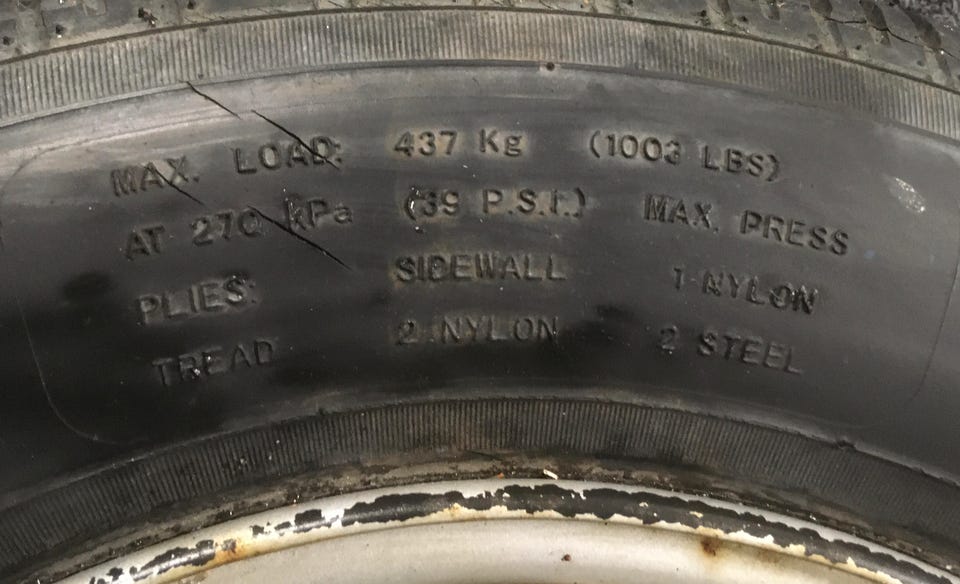 MAX. LOAD: 437 Kg (1003 LBS)
AT 270 kPa (39 P.S.I.) MAX. PRESS
PLIES: SIDEWALL 1 NYLON
TREAD 2 NYLON 2 STEEL